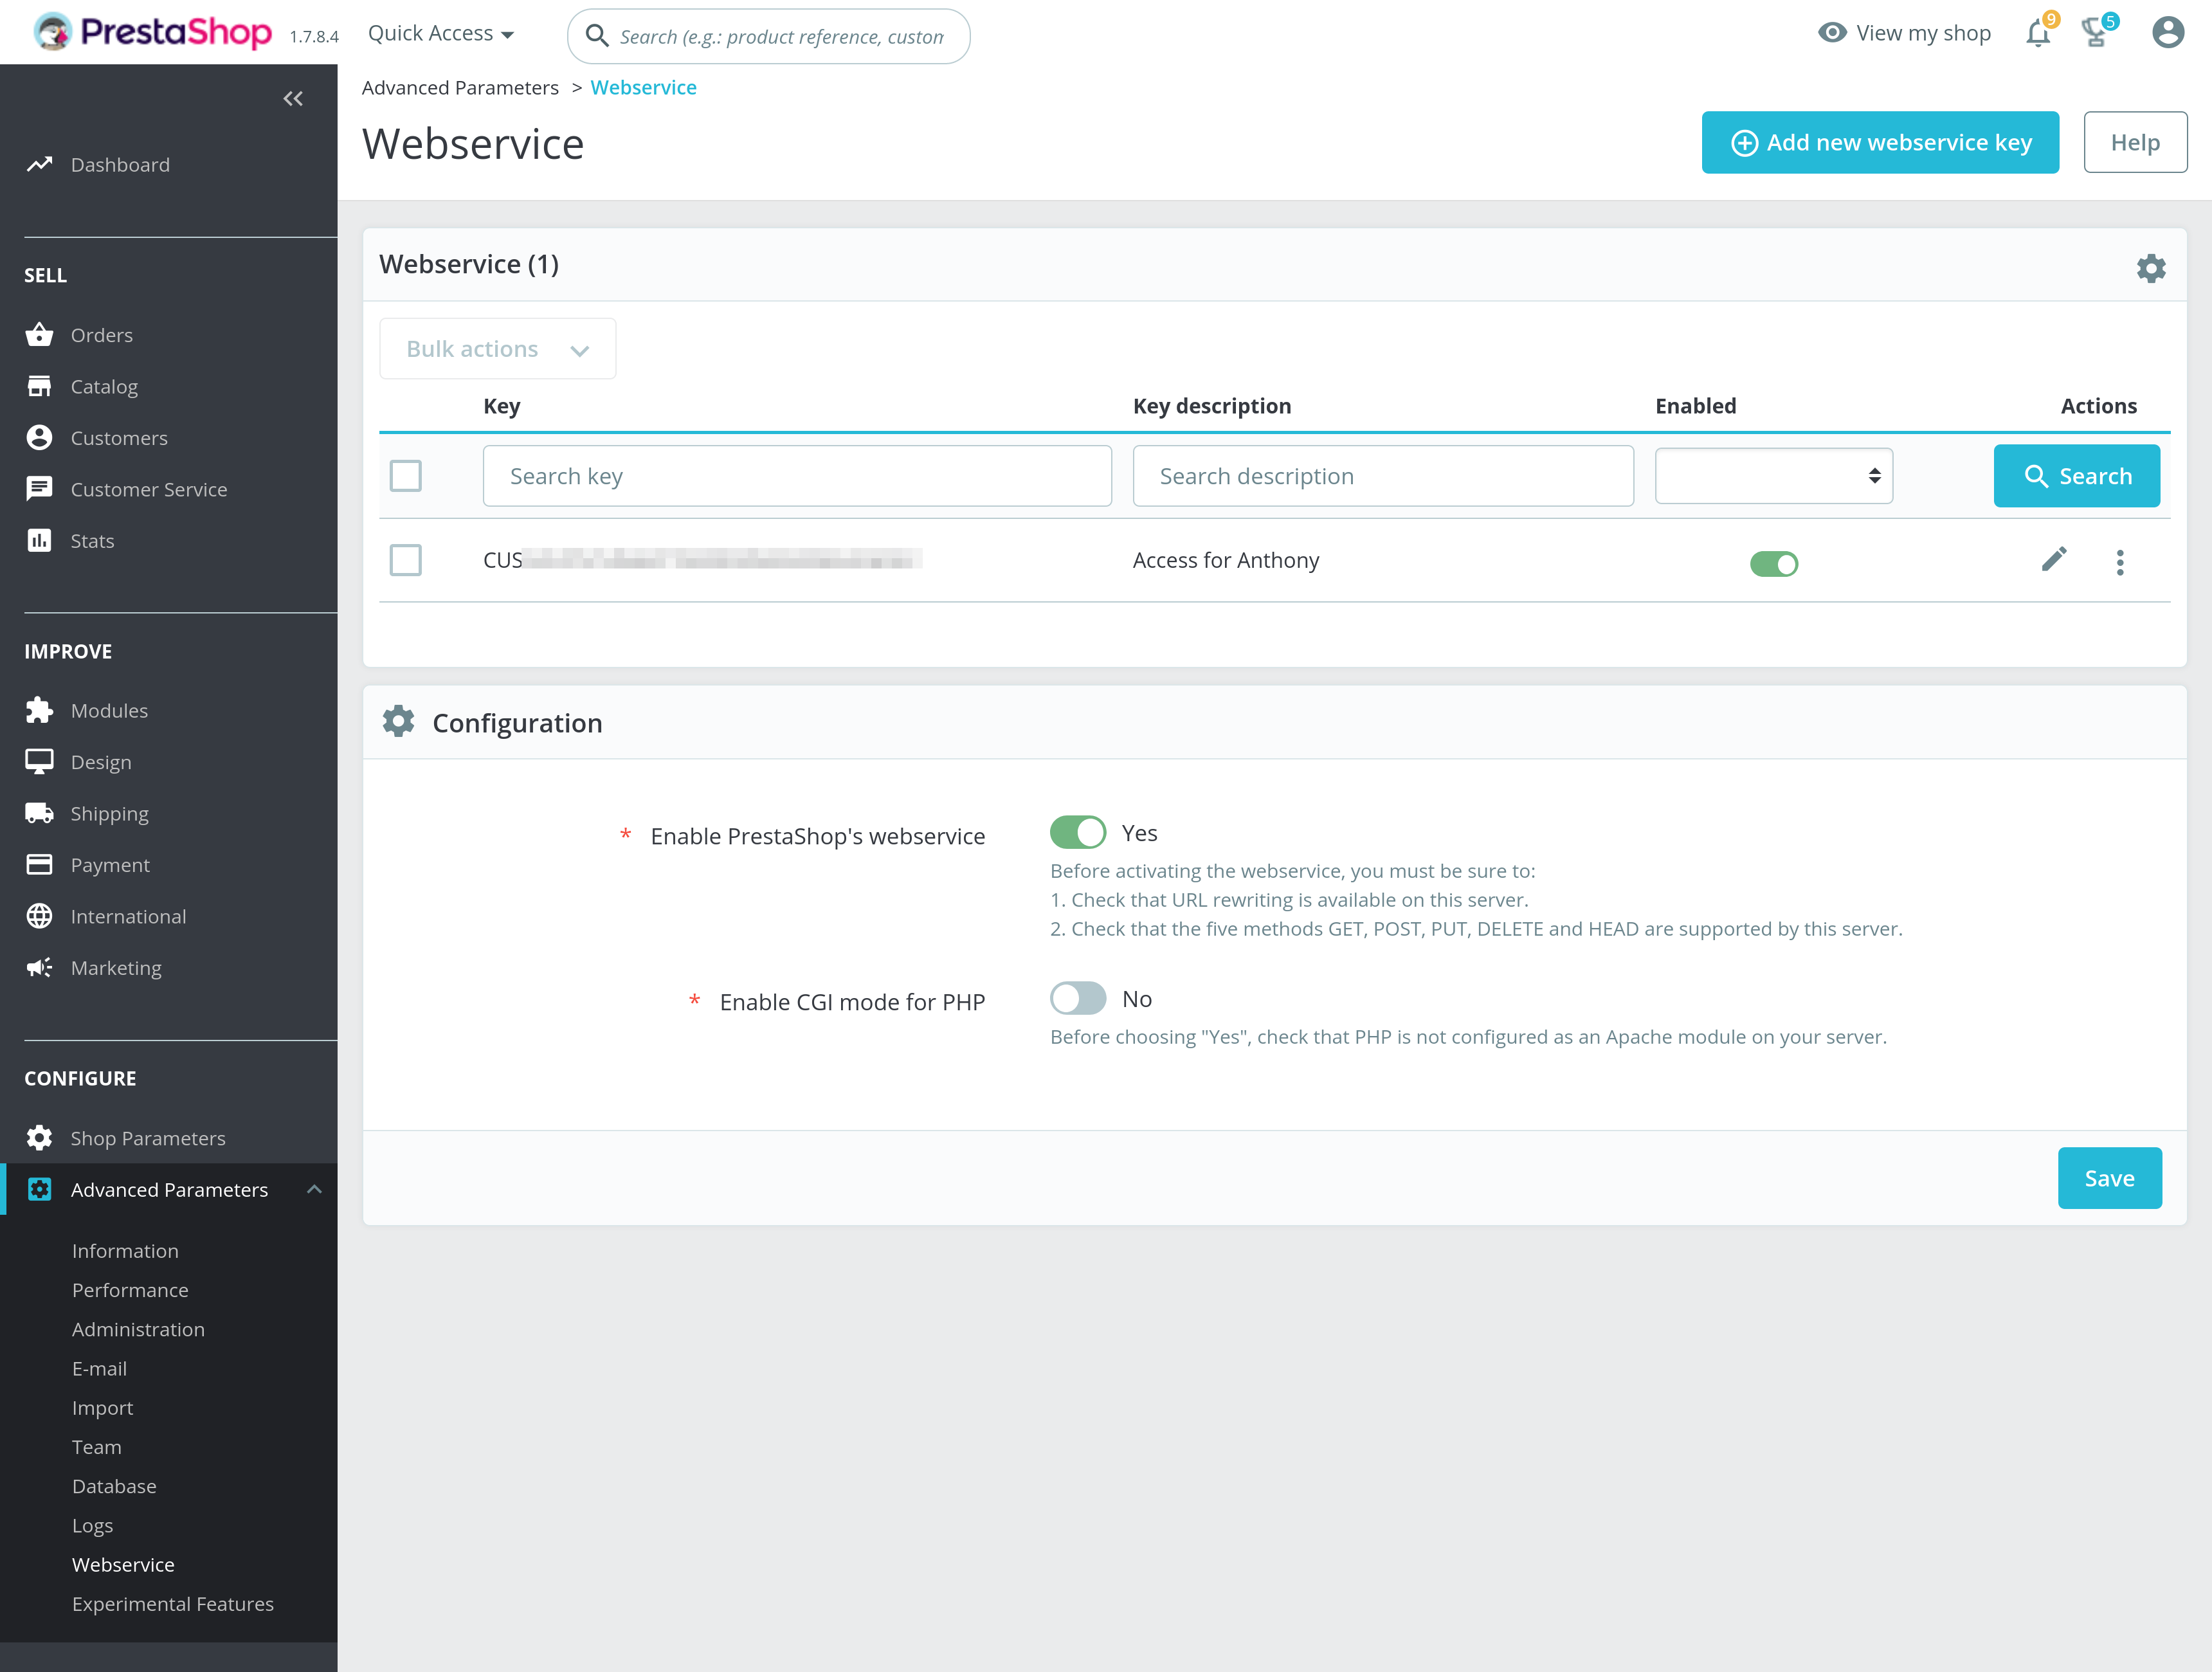 PrestaShop 1.7.8.4 Quick Access Search (e.g.: product reference, custon View my shop 9 5
Advanced Parameters > Webservice
Webservice
Add new webservice key Help
Dashboard
SELL
Orders
Catalog
Customers
Customer Service
Stats
IMPROVE
Modules
Design
Shipping
Payment
International
Marketing
CONFIGURE
Shop Parameters
Advanced Parameters
Information
Performance
Administration
E-mail
Import
Team
Database
Logs
Webservice
Experimental Features
Webservice (1)
Bulk actions
Key Key description Enabled Actions
Search key Search description Search
CUS Access for Anthony
Configuration
* Enable PrestaShop's webservice Yes
Before activating the webservice, you must be sure to:
1. Check that URL rewriting is available on this server.
2. Check that the five methods GET, POST, PUT, DELETE and HEAD are supported by this server.
* Enable CGI mode for PHP No
Before choosing "Yes", check that PHP is not configured as an Apache module on your server.
Save